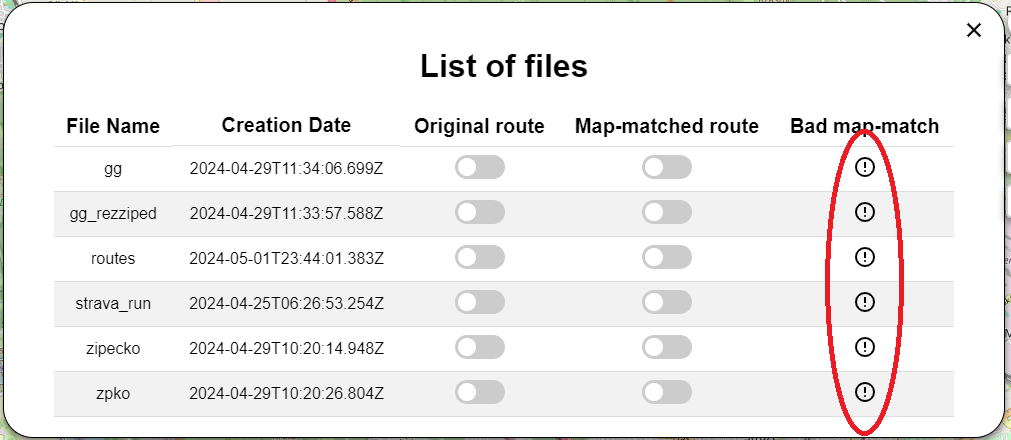 List of files
File Name Creation Date Original route Map-matched route Bad map-match
gg 2024-04-29T11:34:06.699Z
gg_rezziped 2024-04-29T11:33:57.588Z
routes 2024-05-01T23:44:01.383Z
strava_run 2024-04-25T06:26:53.254Z
zipecko 2024-04-29T10:20:14.948Z
zpko 2024-04-29T10:20:26.804Z